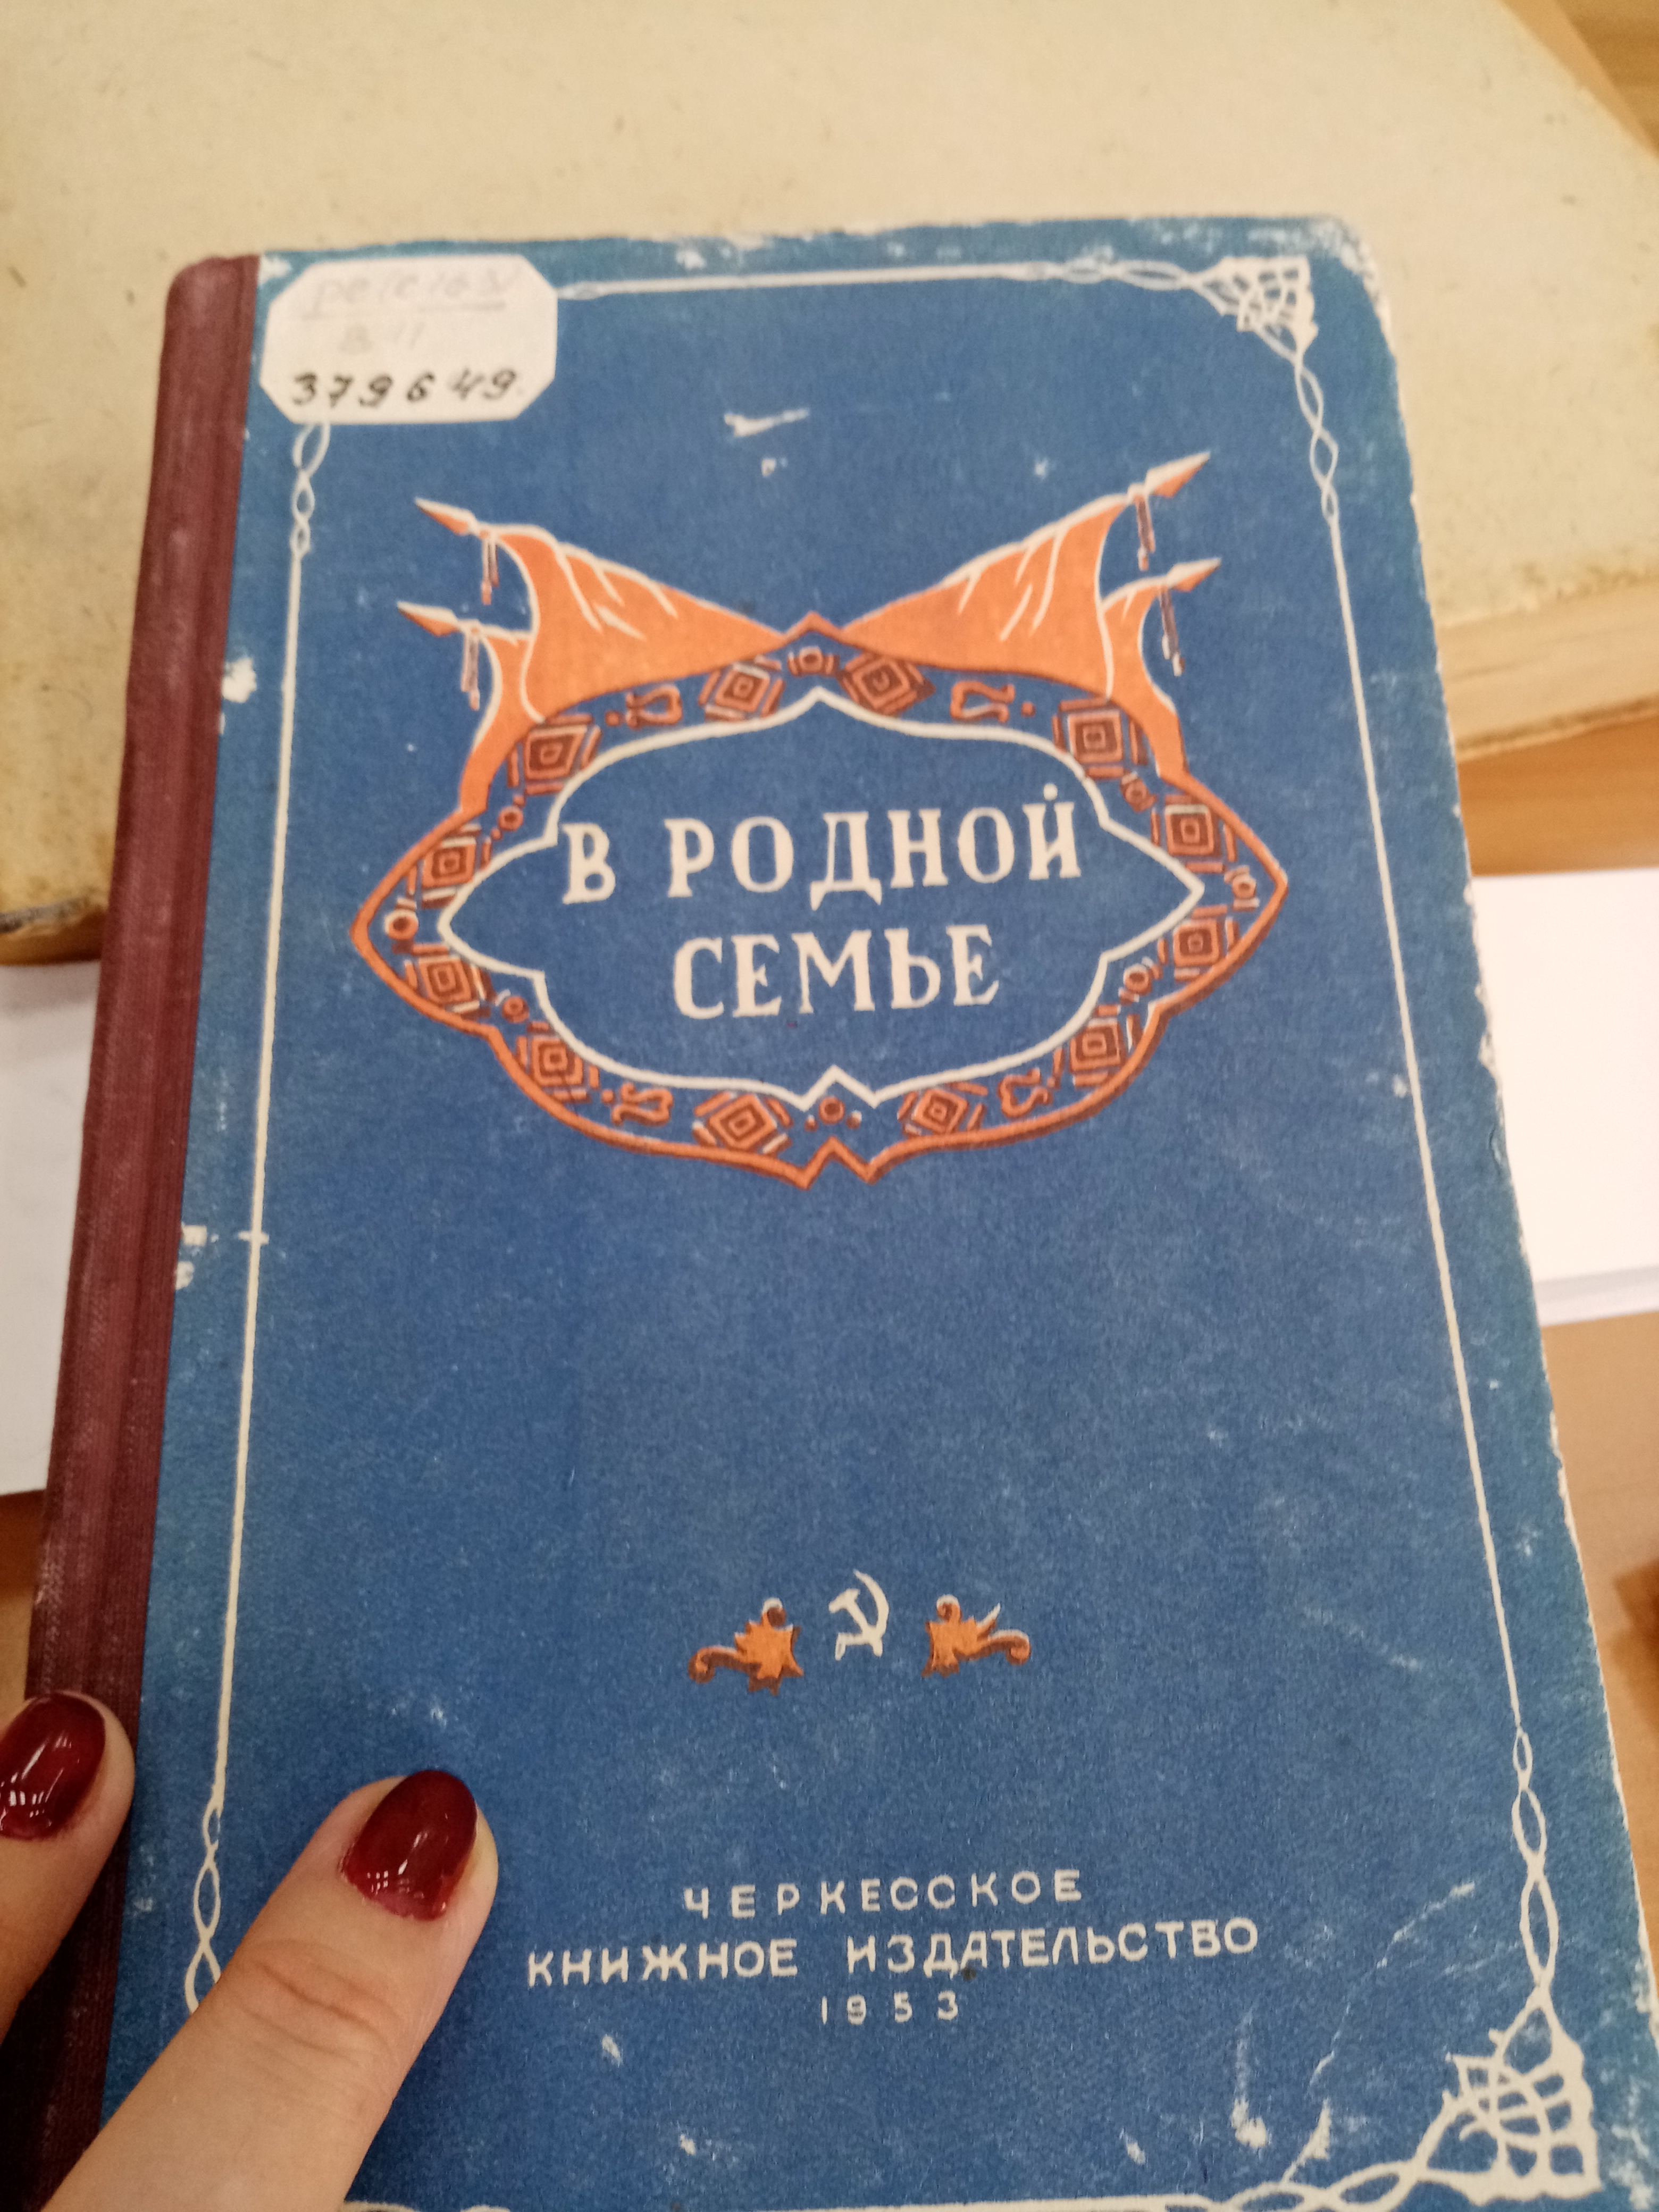 379649
В РОДНОЙ
СЕМЬЕ
ЧЕРКЕССКОЕ
КНИЖНОЕ ИЗДАТЕЛЬСТВО
1953